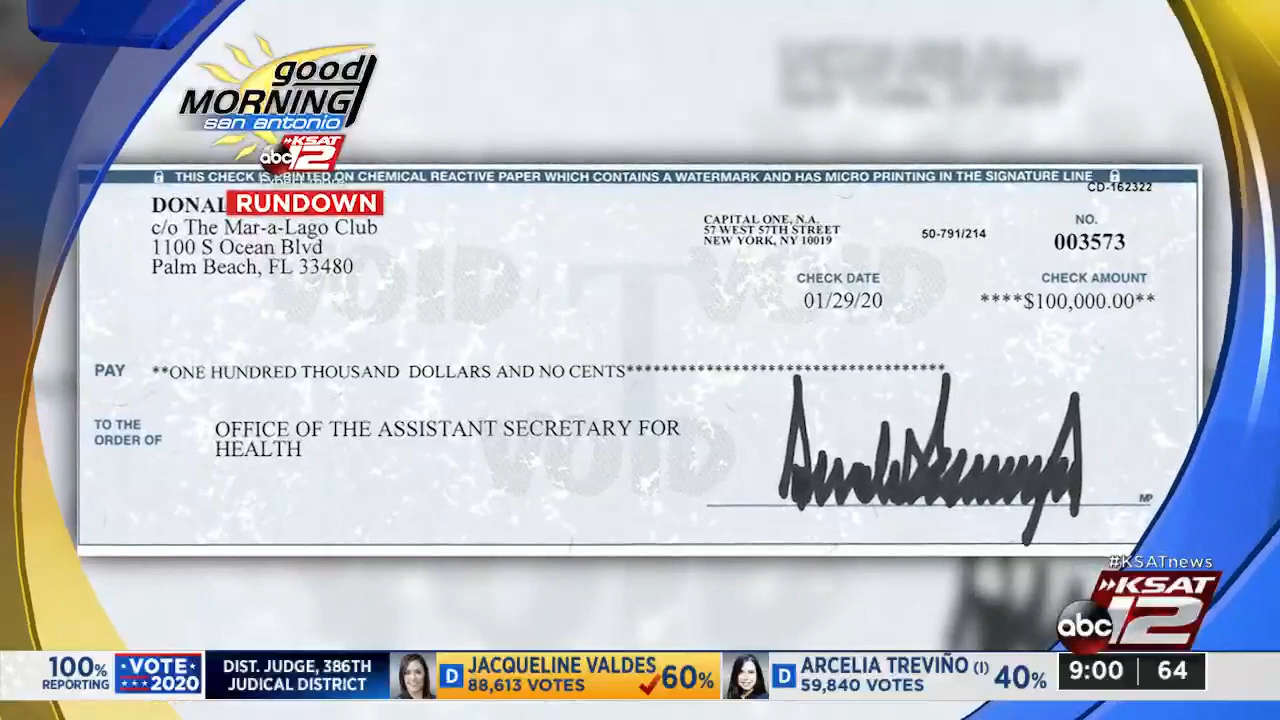 good
MORNING
san antonio
KSAT
abc 12
RUNDOWN
THIS CHECK IS PRINTED ON CHEMICAL REACTIVE PAPER WHICH CONTAINS A WATERMARK AND HAS MICRO PRINTING IN THE SIGNATURE LINE
CD-162322
DONAL
c/o The Mar-a-Lago Club
1100 S Ocean Blvd
Palm Beach, FL 33480
CAPITAL ONE, N.A.
57 WEST 57TH STREET
NEW YORK, NY 10019
50-791/214
NO.
003573
CHECK DATE
01/29/20
CHECK AMOUNT
****$100,000.00**
VOID VOID
PAY **ONE HUNDRED THOUSAND DOLLARS AND NO CENTS**********************************
TO THE
ORDER OF
OFFICE OF THE ASSISTANT SECRETARY FOR
HEALTH
VOID
MP
#KSATnews
KSAT
abc 12
100%
REPORTING
VOTE
2020
DIST. JUDGE, 386TH
JUDICAL DISTRICT
D JACQUELINE VALDES
88,613 VOTES
60%
D ARCELIA TREVIÑO (I)
59,840 VOTES
40%
9:00 64